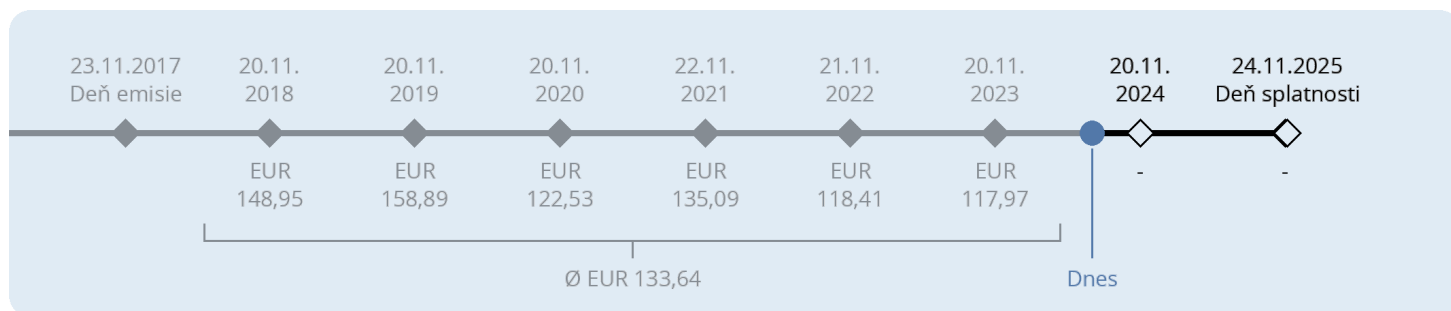 23.11.2017
Deň emisie
20.11.
2018
20.11.
2019
20.11.
2020
22.11.
2021
21.11.
2022
20.11.
2023
20.11.
2024
24.11.2025
Deň splatnosti
EUR
148,95
EUR
158,89
EUR
122,53
EUR
135,09
EUR
118,41
EUR
117,97
-
-
Ø EUR 133,64
Dnes